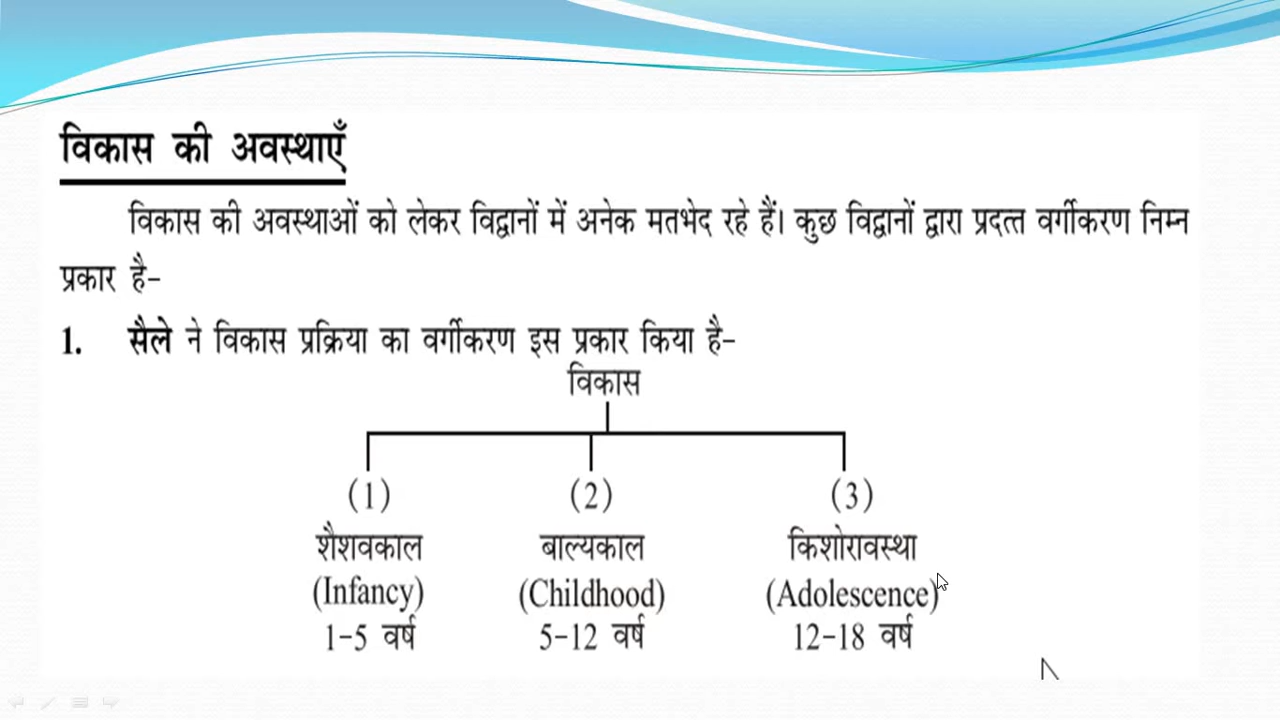 विकास की अवस्थाएँ
विकास की अवस्थाओं को लेकर विद्वानों में अनेक मतभेद रहे हैं। कुछ विद्वानों द्वारा प्रदत्त वर्गीकरण निम्न
प्रकार है-
1. सैले ने विकास प्रक्रिया का वर्गीकरण इस प्रकार किया है-
विकास
(1) (2) (3)
शैशवकाल बाल्यकाल किशोरावस्था
(Infancy) (Childhood) (Adolescence)
1-5 वर्ष 5-12 वर्ष 12-18 वर्ष